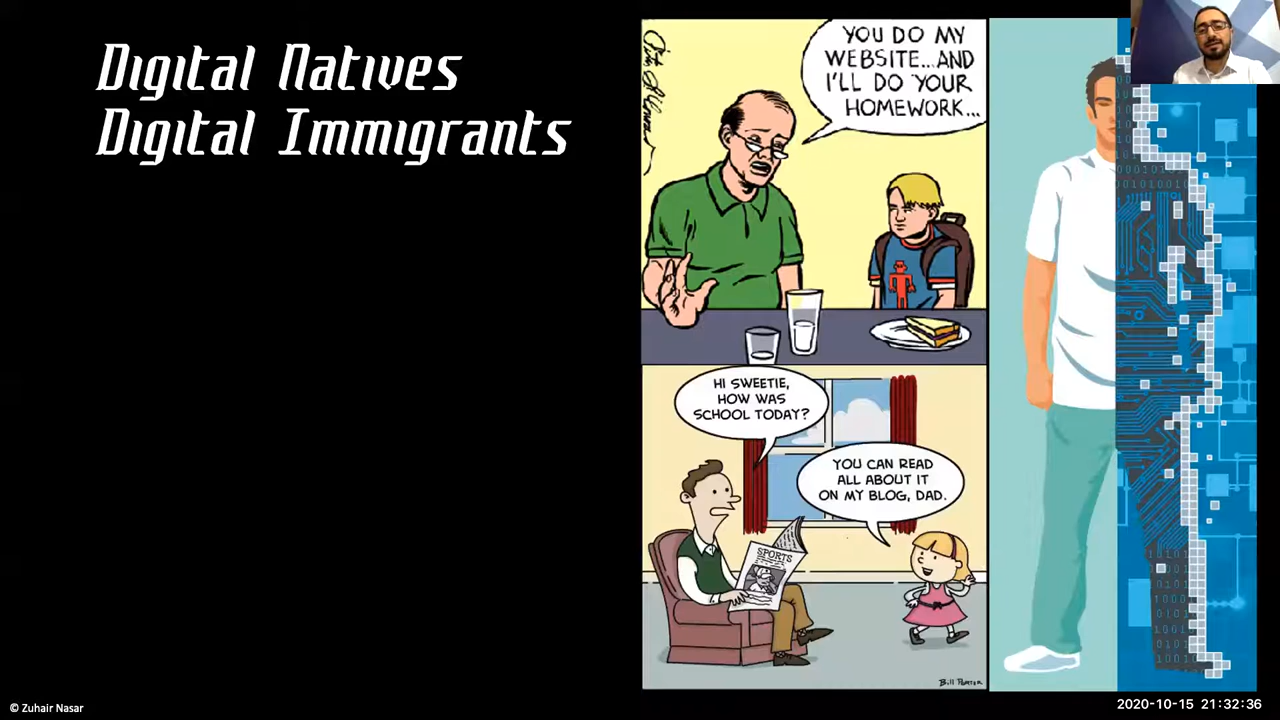 Digital Natives
Digital Immigrants
YOU DO MY
WEBSITE...AND
I'LL DO YOUR
HOMEWORK...
HI SWEETIE,
HOW WAS
SCHOOL TODAY?
YOU CAN READ
ALL ABOUT IT
ON MY BLOG, DAD.
SPORTS
Bill Porter
© Zuhair Nasar
2020-10-15 21:32:36